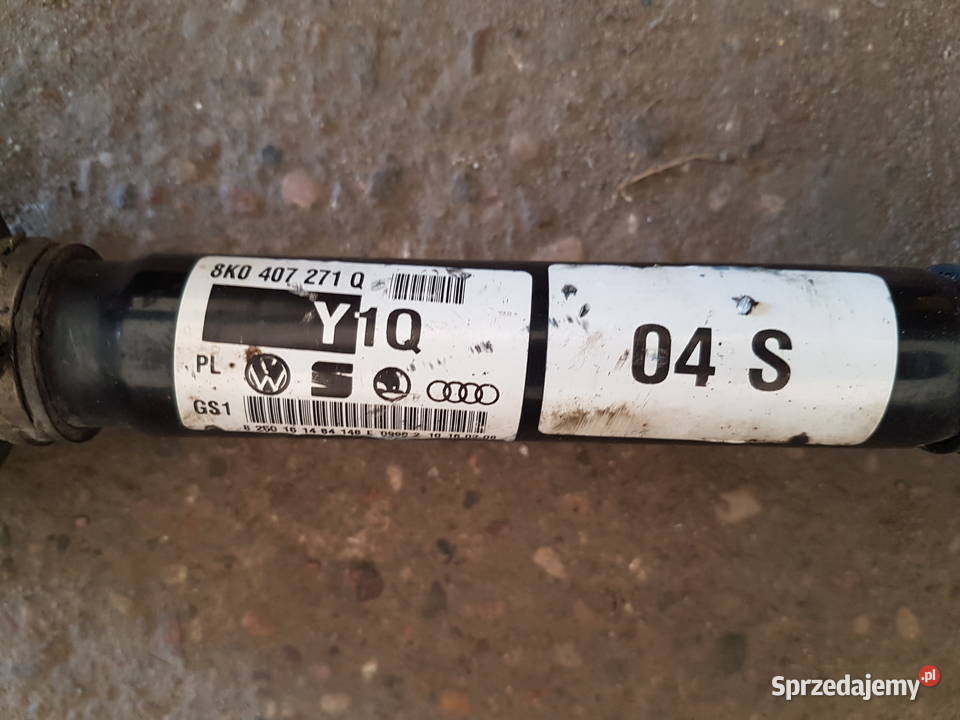 8K0 407 271 Q
Y1Q
04 S
PL
GS1
Sprzedajemy.pl